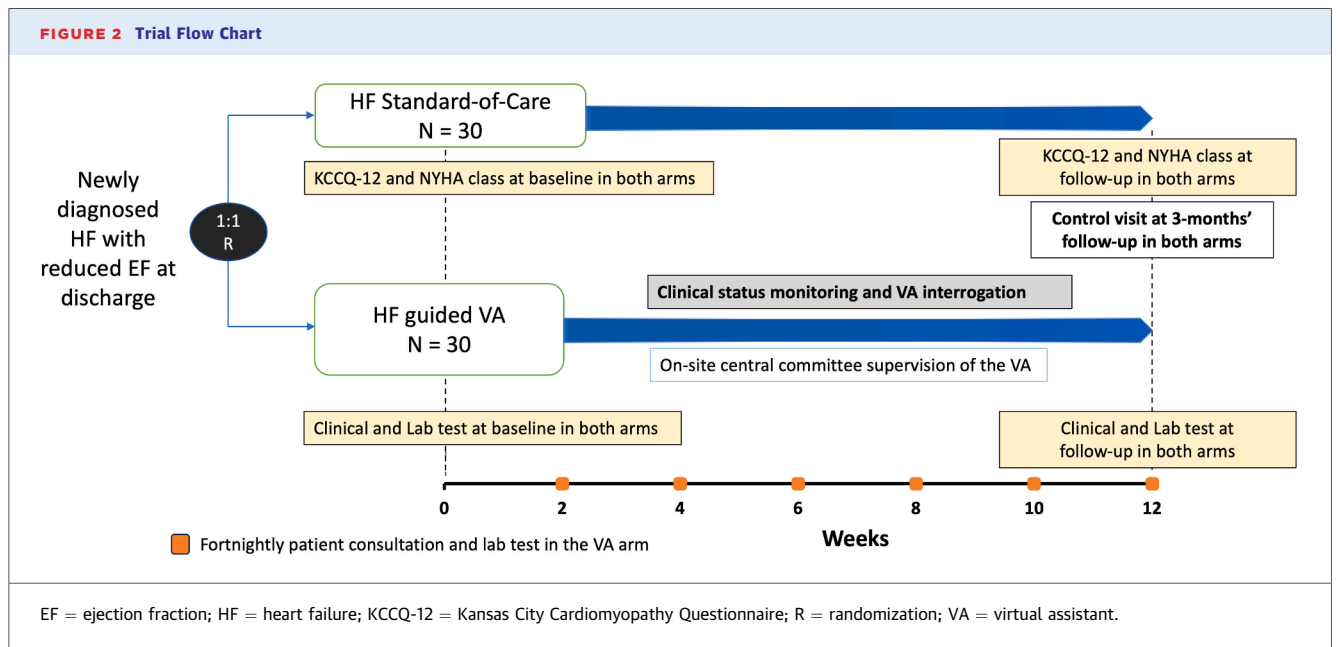 FIGURE 2 Trial Flow Chart
HF Standard-of-Care
N = 30
KCCQ-12 and NYHA class at baseline in both arms
KCCQ-12 and NYHA class at
follow-up in both arms
Control visit at 3-months’
follow-up in both arms
Newly
diagnosed
HF with
reduced EF at
discharge
1:1
R
Clinical status monitoring and VA interrogation
HF guided VA
N = 30
On-site central committee supervision of the VA
Clinical and Lab test at baseline in both arms
Clinical and Lab test at
follow-up in both arms
0 2 4 6 8 10 12
Weeks
Fortnightly patient consultation and lab test in the VA arm
EF = ejection fraction; HF = heart failure; KCCQ-12 = Kansas City Cardiomyopathy Questionnaire; R = randomization; VA = virtual assistant.